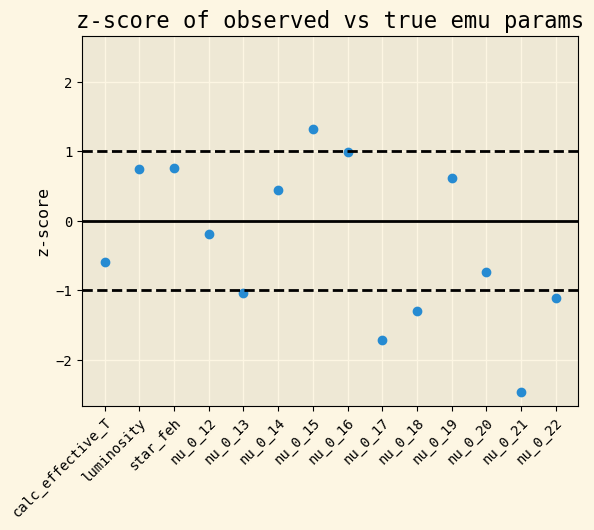 z-score of observed vs true emu params
z-score
2
1
0
−1
−2
calc_effective_T
luminosity
star_feh
nu_0_12
nu_0_13
nu_0_14
nu_0_15
nu_0_16
nu_0_17
nu_0_18
nu_0_19
nu_0_20
nu_0_21
nu_0_22